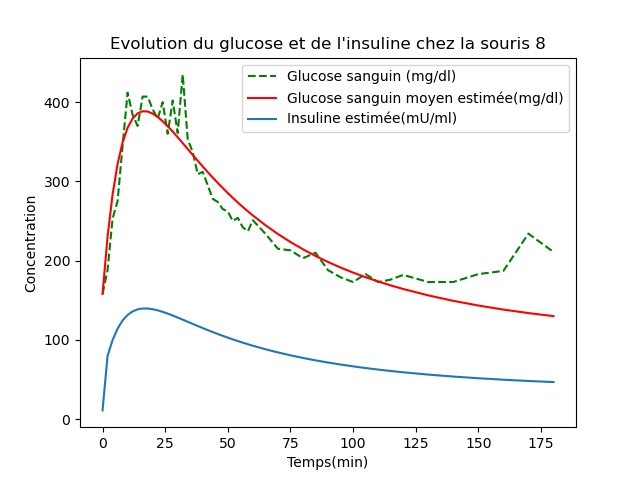 Evolution du glucose et de l'insuline chez la souris 8
Glucose sanguin (mg/dl)
Glucose sanguin moyen estimée(mg/dl)
Insuline estimée(mU/ml)
Concentration
400
300
200
100
0
0 25 50 75 100 125 150 175
Temps(min)